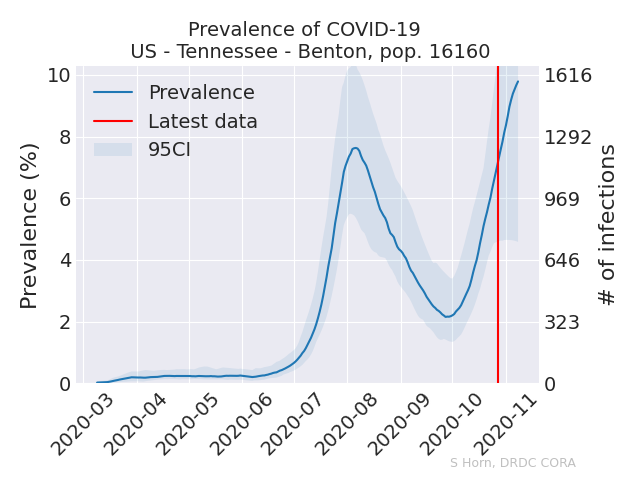 Prevalence of COVID-19
US - Tennessee - Benton, pop. 16160
Prevalence
Latest data
95CI
Prevalence (%)
10
8
6
4
2
0
1616
1292
969
646
323
0
# of infections
2020-03
2020-04
2020-05
2020-06
2020-07
2020-08
2020-09
2020-10
2020-11
S Horn, DRDC CORA